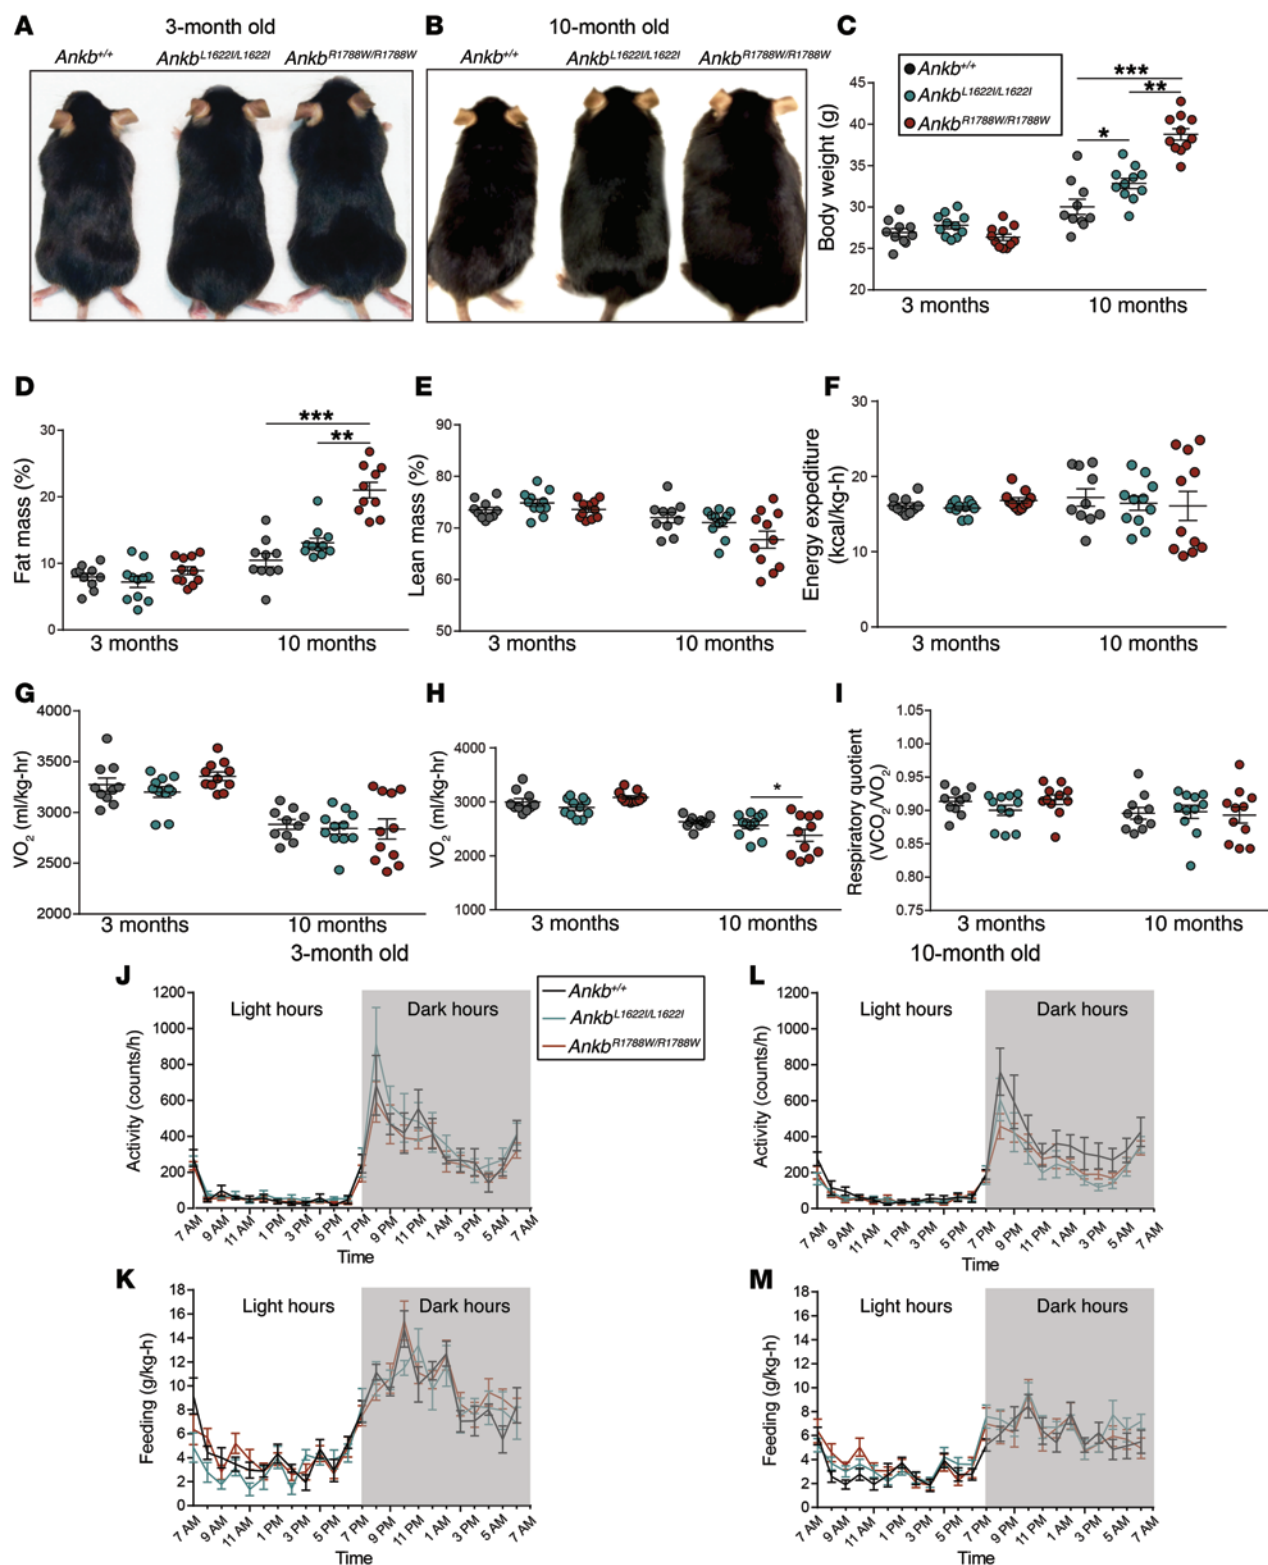 A 3-month old
Ankb+/+ AnkbL1622I/L1622I AnkbR1788W/R1788W
B 10-month old
Ankb+/+ AnkbL1622I/L1622I AnkbR1788W/R1788W
C
Ankb+/+
AnkbL1622I/L1622I
AnkbR1788W/R1788W
Body weight (g)
45
40
35
30
25
20
***
**
*
3 months 10 months
D
Fat mass (%)
30
20
10
0
***
**
3 months 10 months
E
Lean mass (%)
90
80
70
60
50
3 months 10 months
F
Energy expediture
(kcal/kg-h)
30
20
10
0
3 months 10 months
G
VO2 (ml/kg-hr)
4000
3500
3000
2500
2000
3 months 10 months
H
VO2 (ml/kg-hr)
4000
3000
2000
1000
*
3 months 10 months
I
Respiratory quotient
(VCO2/VO2)
1.05
1.00
0.95
0.90
0.85
0.80
0.75
3 months 10 months
3-month old
J
Activity (counts/h)
1200
1000
800
600
400
200
0
Light hours Dark hours
7 AM 9 AM 11 AM 1 PM 3 PM 5 PM 7 PM 9 PM 11 PM 1 AM 3 PM 5 AM 7 AM
Time
Ankb+/+
AnkbL1622I/L1622I
AnkbR1788W/R1788W
K
Feeding (g/kg-h)
18
16
14
12
10
8
6
4
2
0
Light hours Dark hours
7 AM 9 AM 11 AM 1 PM 3 PM 5 PM 7 PM 9 PM 11 PM 1 AM 3 PM 5 AM 7 AM
Time
10-month old
L
Activity (counts/h)
1200
1000
800
600
400
200
0
Light hours Dark hours
7 AM 9 AM 11 AM 1 PM 3 PM 5 PM 7 PM 9 PM 11 PM 1 AM 3 PM 5 AM 7 AM
Time
M
Feeding (g/kg-h)
18
16
14
12
10
8
6
4
2
0
Light hours Dark hours
7 AM 9 AM 11 AM 1 PM 3 PM 5 PM 7 PM 9 PM 11 PM 1 AM 3 PM 5 AM 7 AM
Time